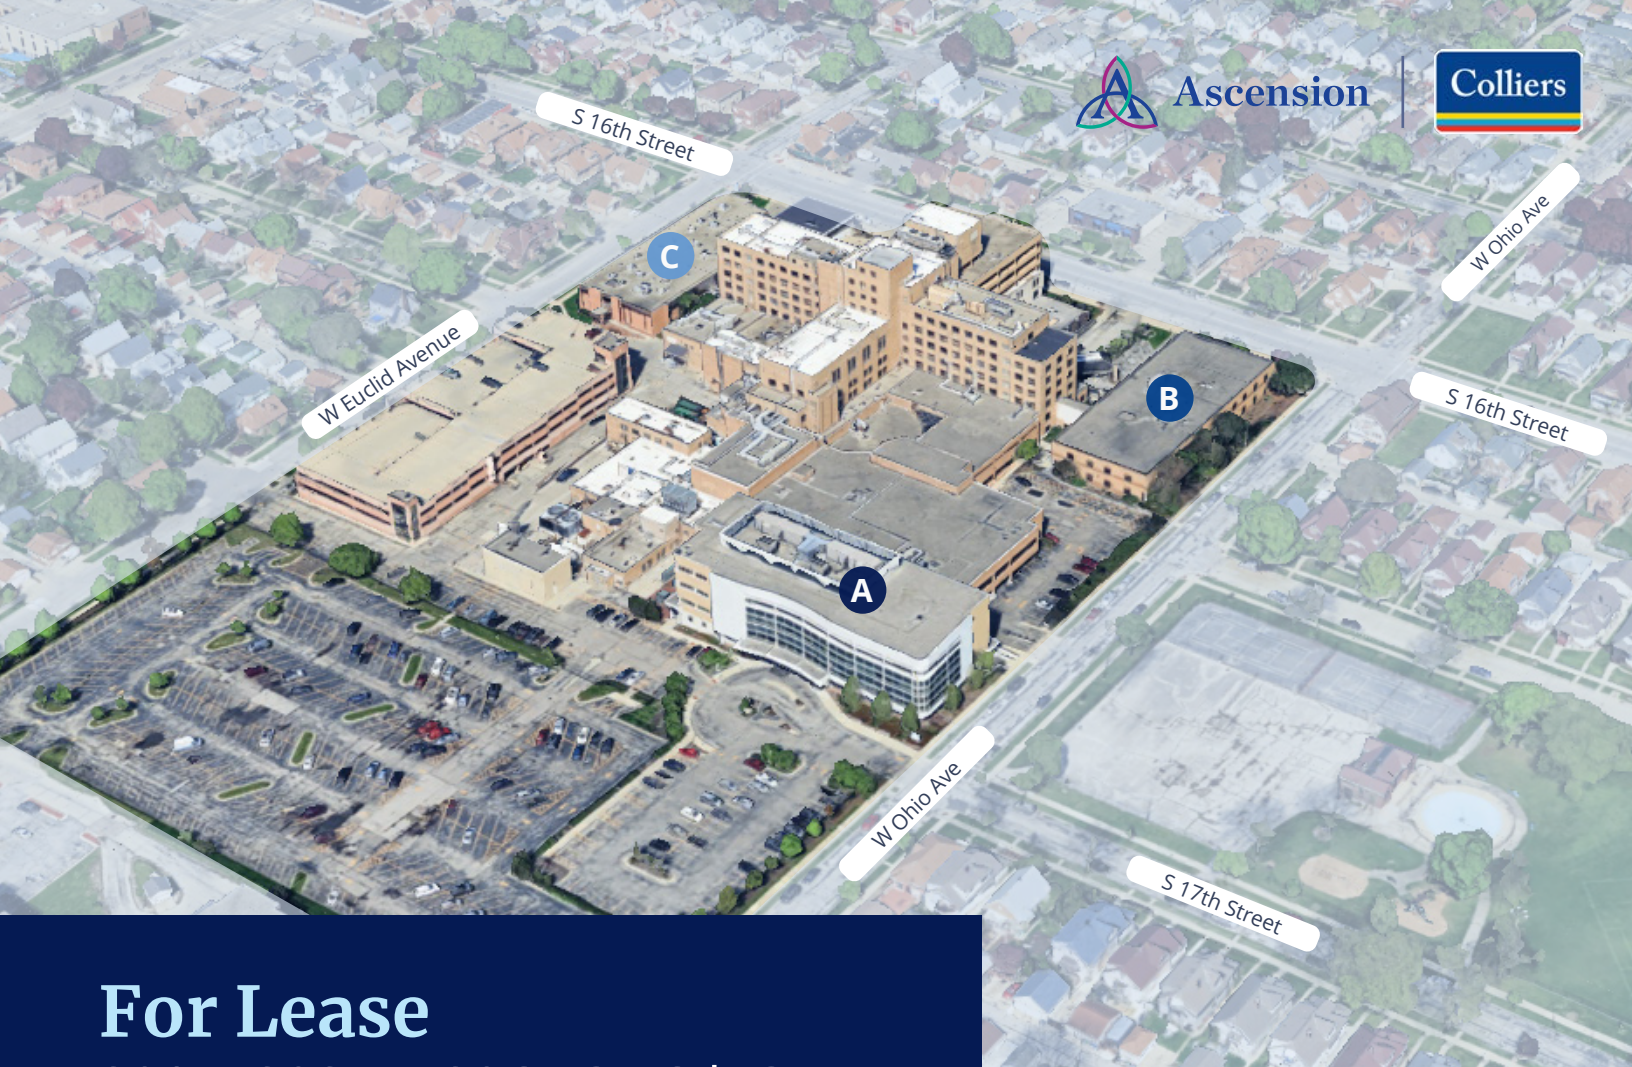 S 16th Street
Ascension
Colliers
W Ohio Ave
C
W Euclid Avenue
B
S 16th Street
A
W Ohio Ave
S 17th Street
For Lease